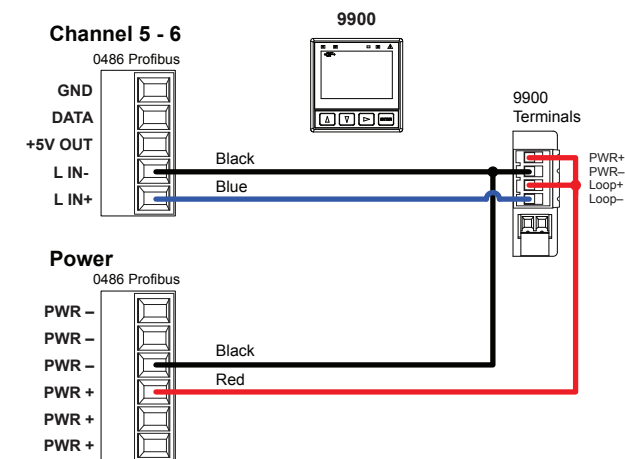 9900
Channel 5 - 6
0486 Profibus
GND
DATA
+5V OUT
L IN-
L IN+
Black
Blue
9900
Terminals
PWR+
PWR–
Loop+
Loop–
ENTER
Power
0486 Profibus
PWR –
PWR –
PWR –
PWR +
PWR +
PWR +
Black
Red